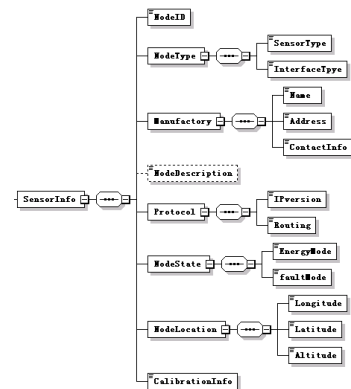 NodeID
NodeType
SensorType
InterfaceTpye
Manufactory
Name
Address
ContactInfo
NodeDescription
SensorInfo
Protocol
IPversion
Routing
NodeState
EnergyMode
faultMode
NodeLocation
Longitude
Latitude
Altitude
CalibrationInfo